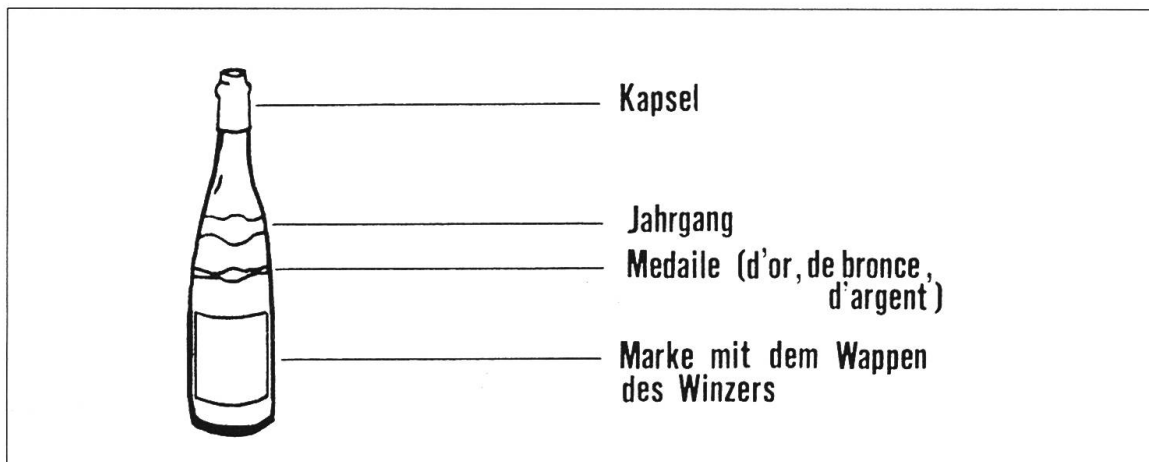 Kapsel
Jahrgang
Medaile (d'or, de bronce,
d'argent)
Marke mit dem Wappen
des Winzers